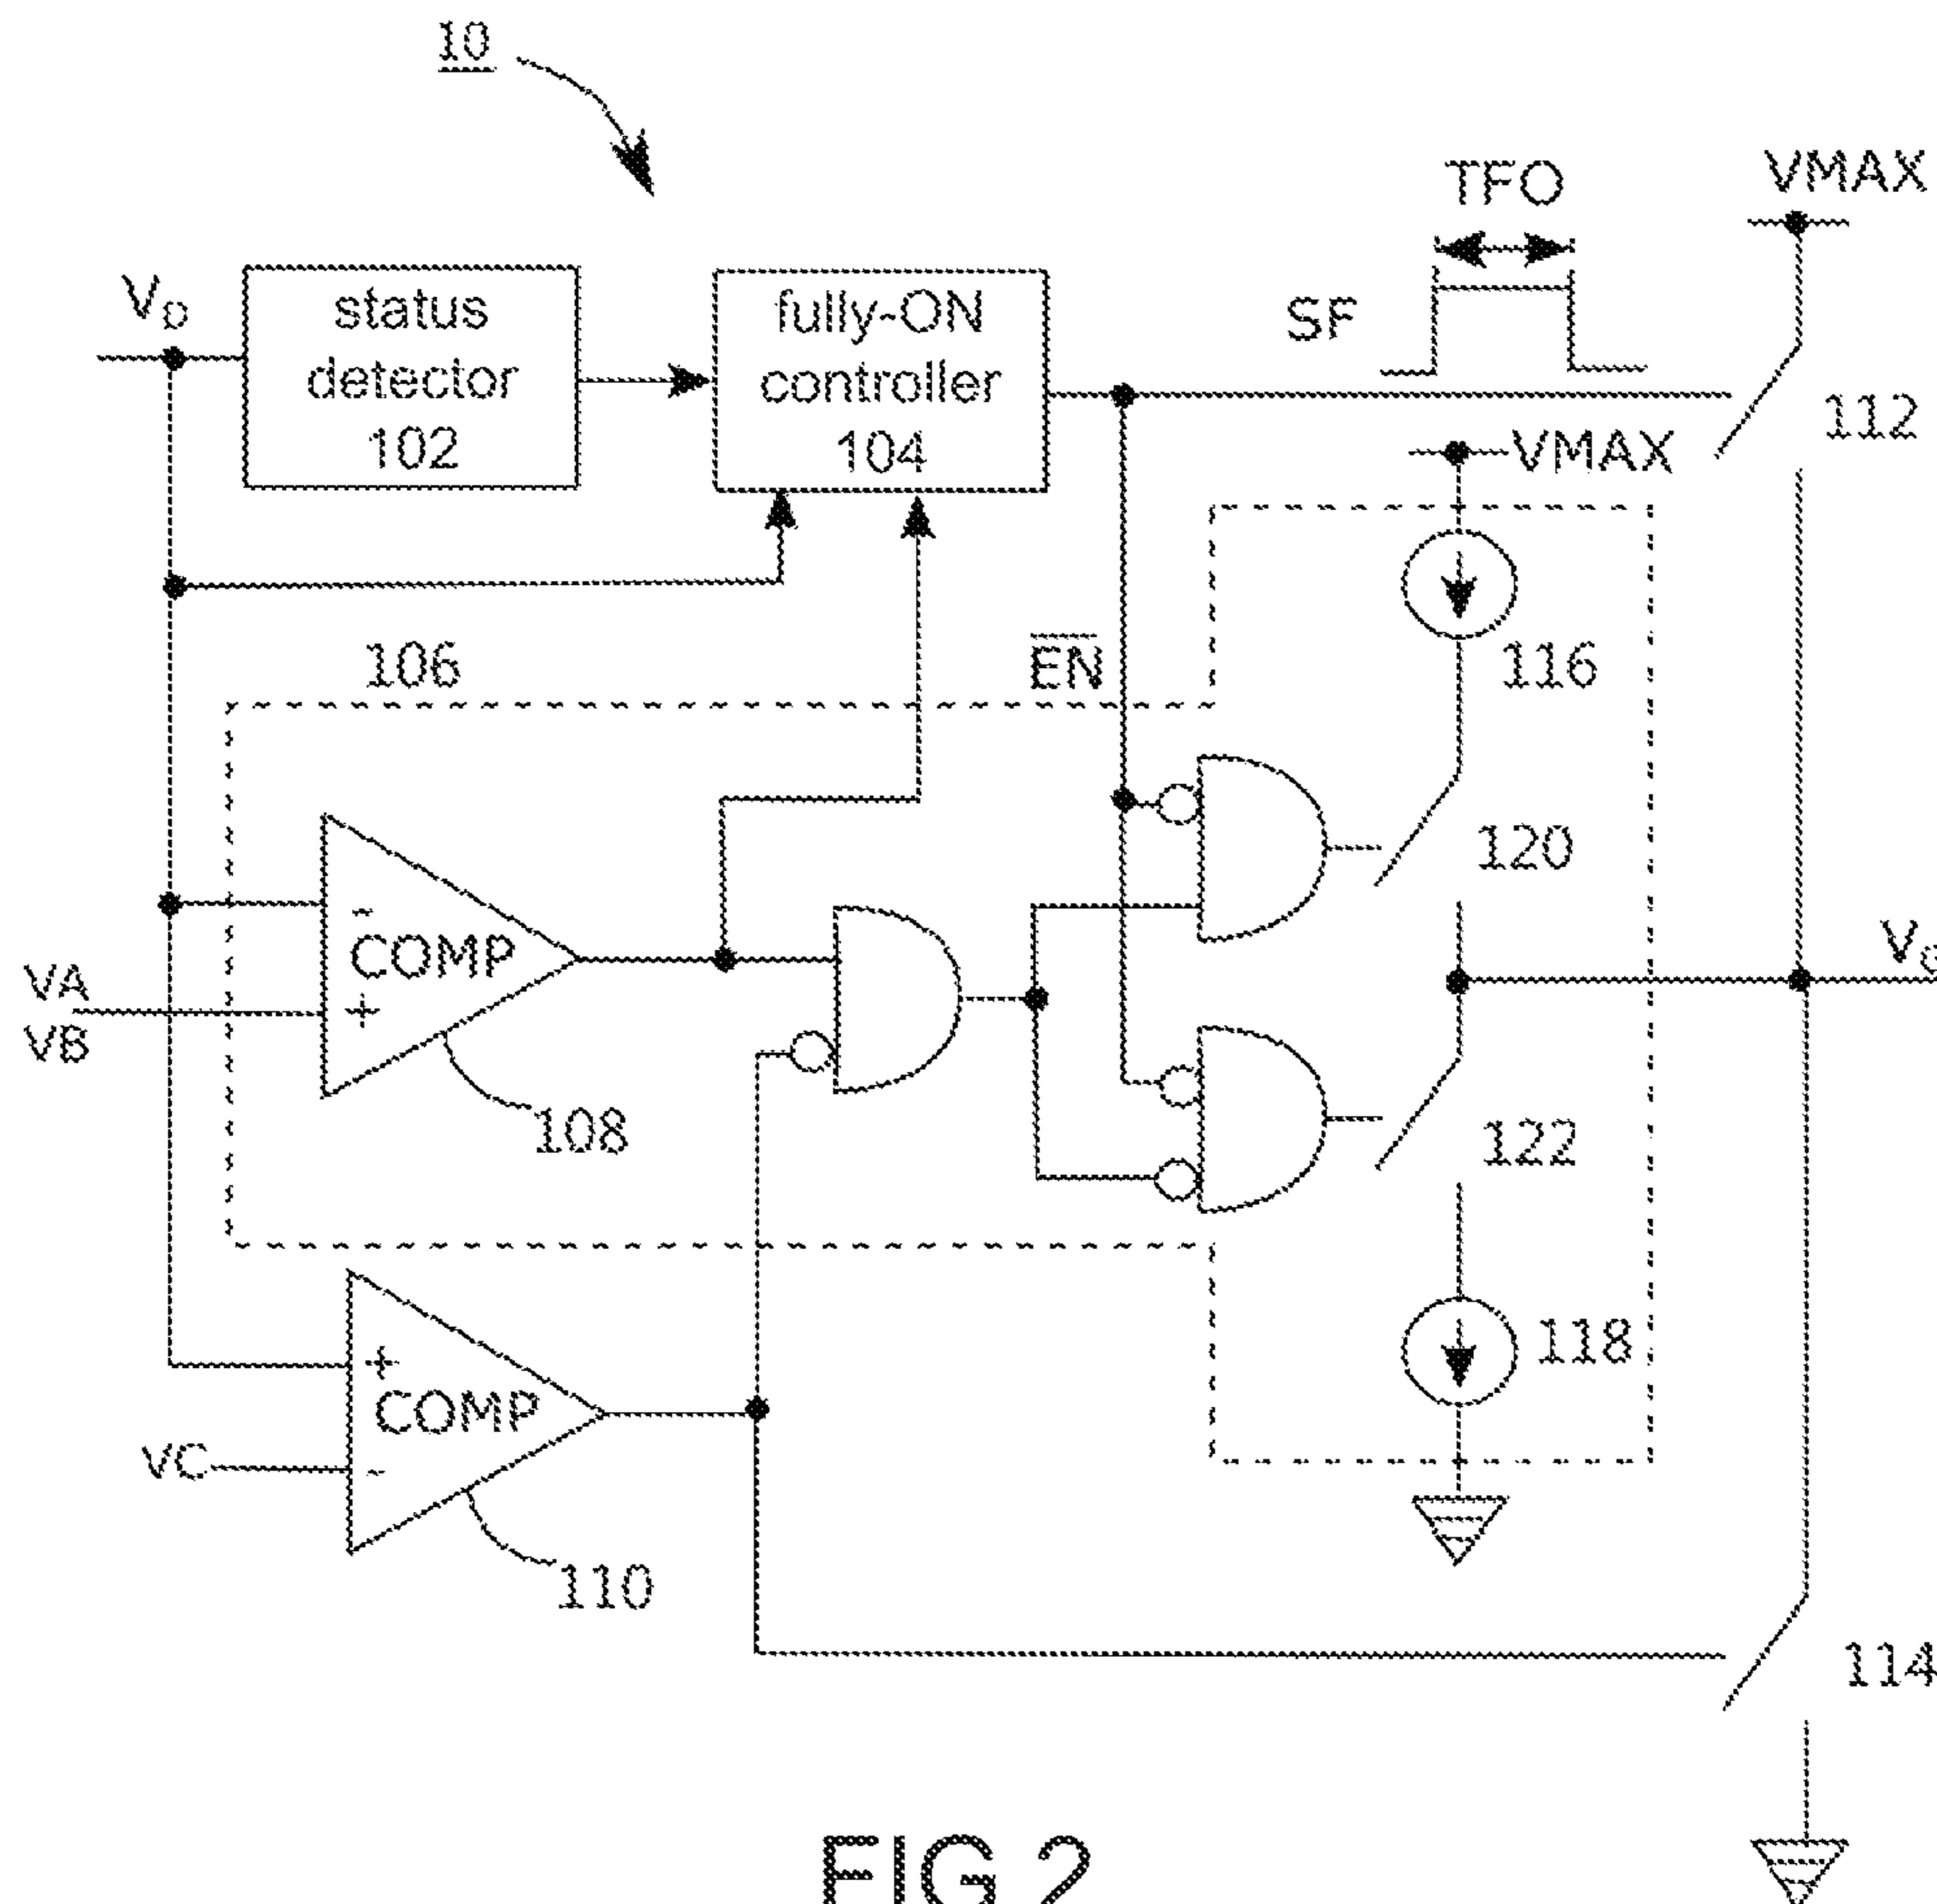 10
TFO
VMAX
VD
status
detector
102
fully-ON
controller
104
SF
112
VMAX
106
EN
116
120
-
COMP
+
VA
VB
VG
108
122
+
COMP
-
VC
118
110
114
FIG 2